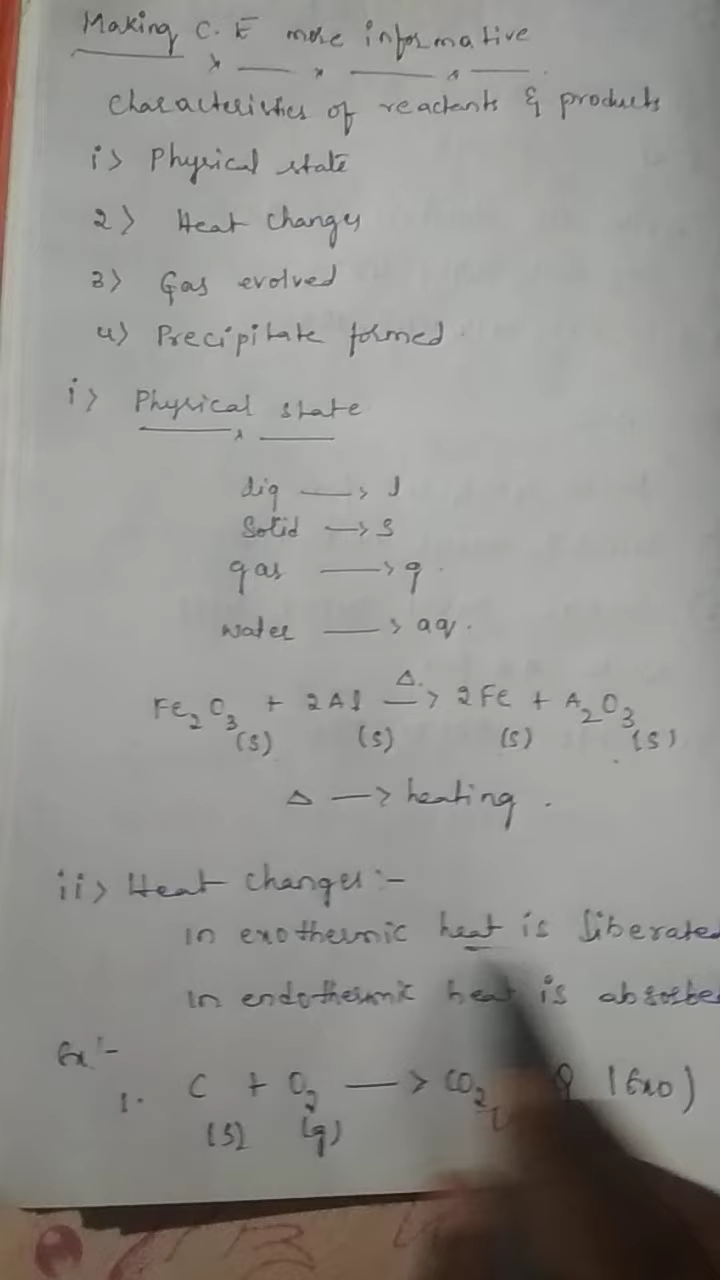 Making C.E more informative
characteristics of reactants & products
i> Physical state
2> Heat changes
3> Gas evolved
4> Precipitate formed
i> Physical state
liq → l
Solid → s
gas → g
water → aq.
Fe₂O₃ + 2Al →Δ 2Fe + A₂O₃
(s) (s) (s) (s)
Δ → heating.
ii> Heat changes :-
in exothermic heat is liberated
in endothermic heat is absorbe
Ex:-
1. C + O₂ → CO₂ (Exo)
(s) (g)